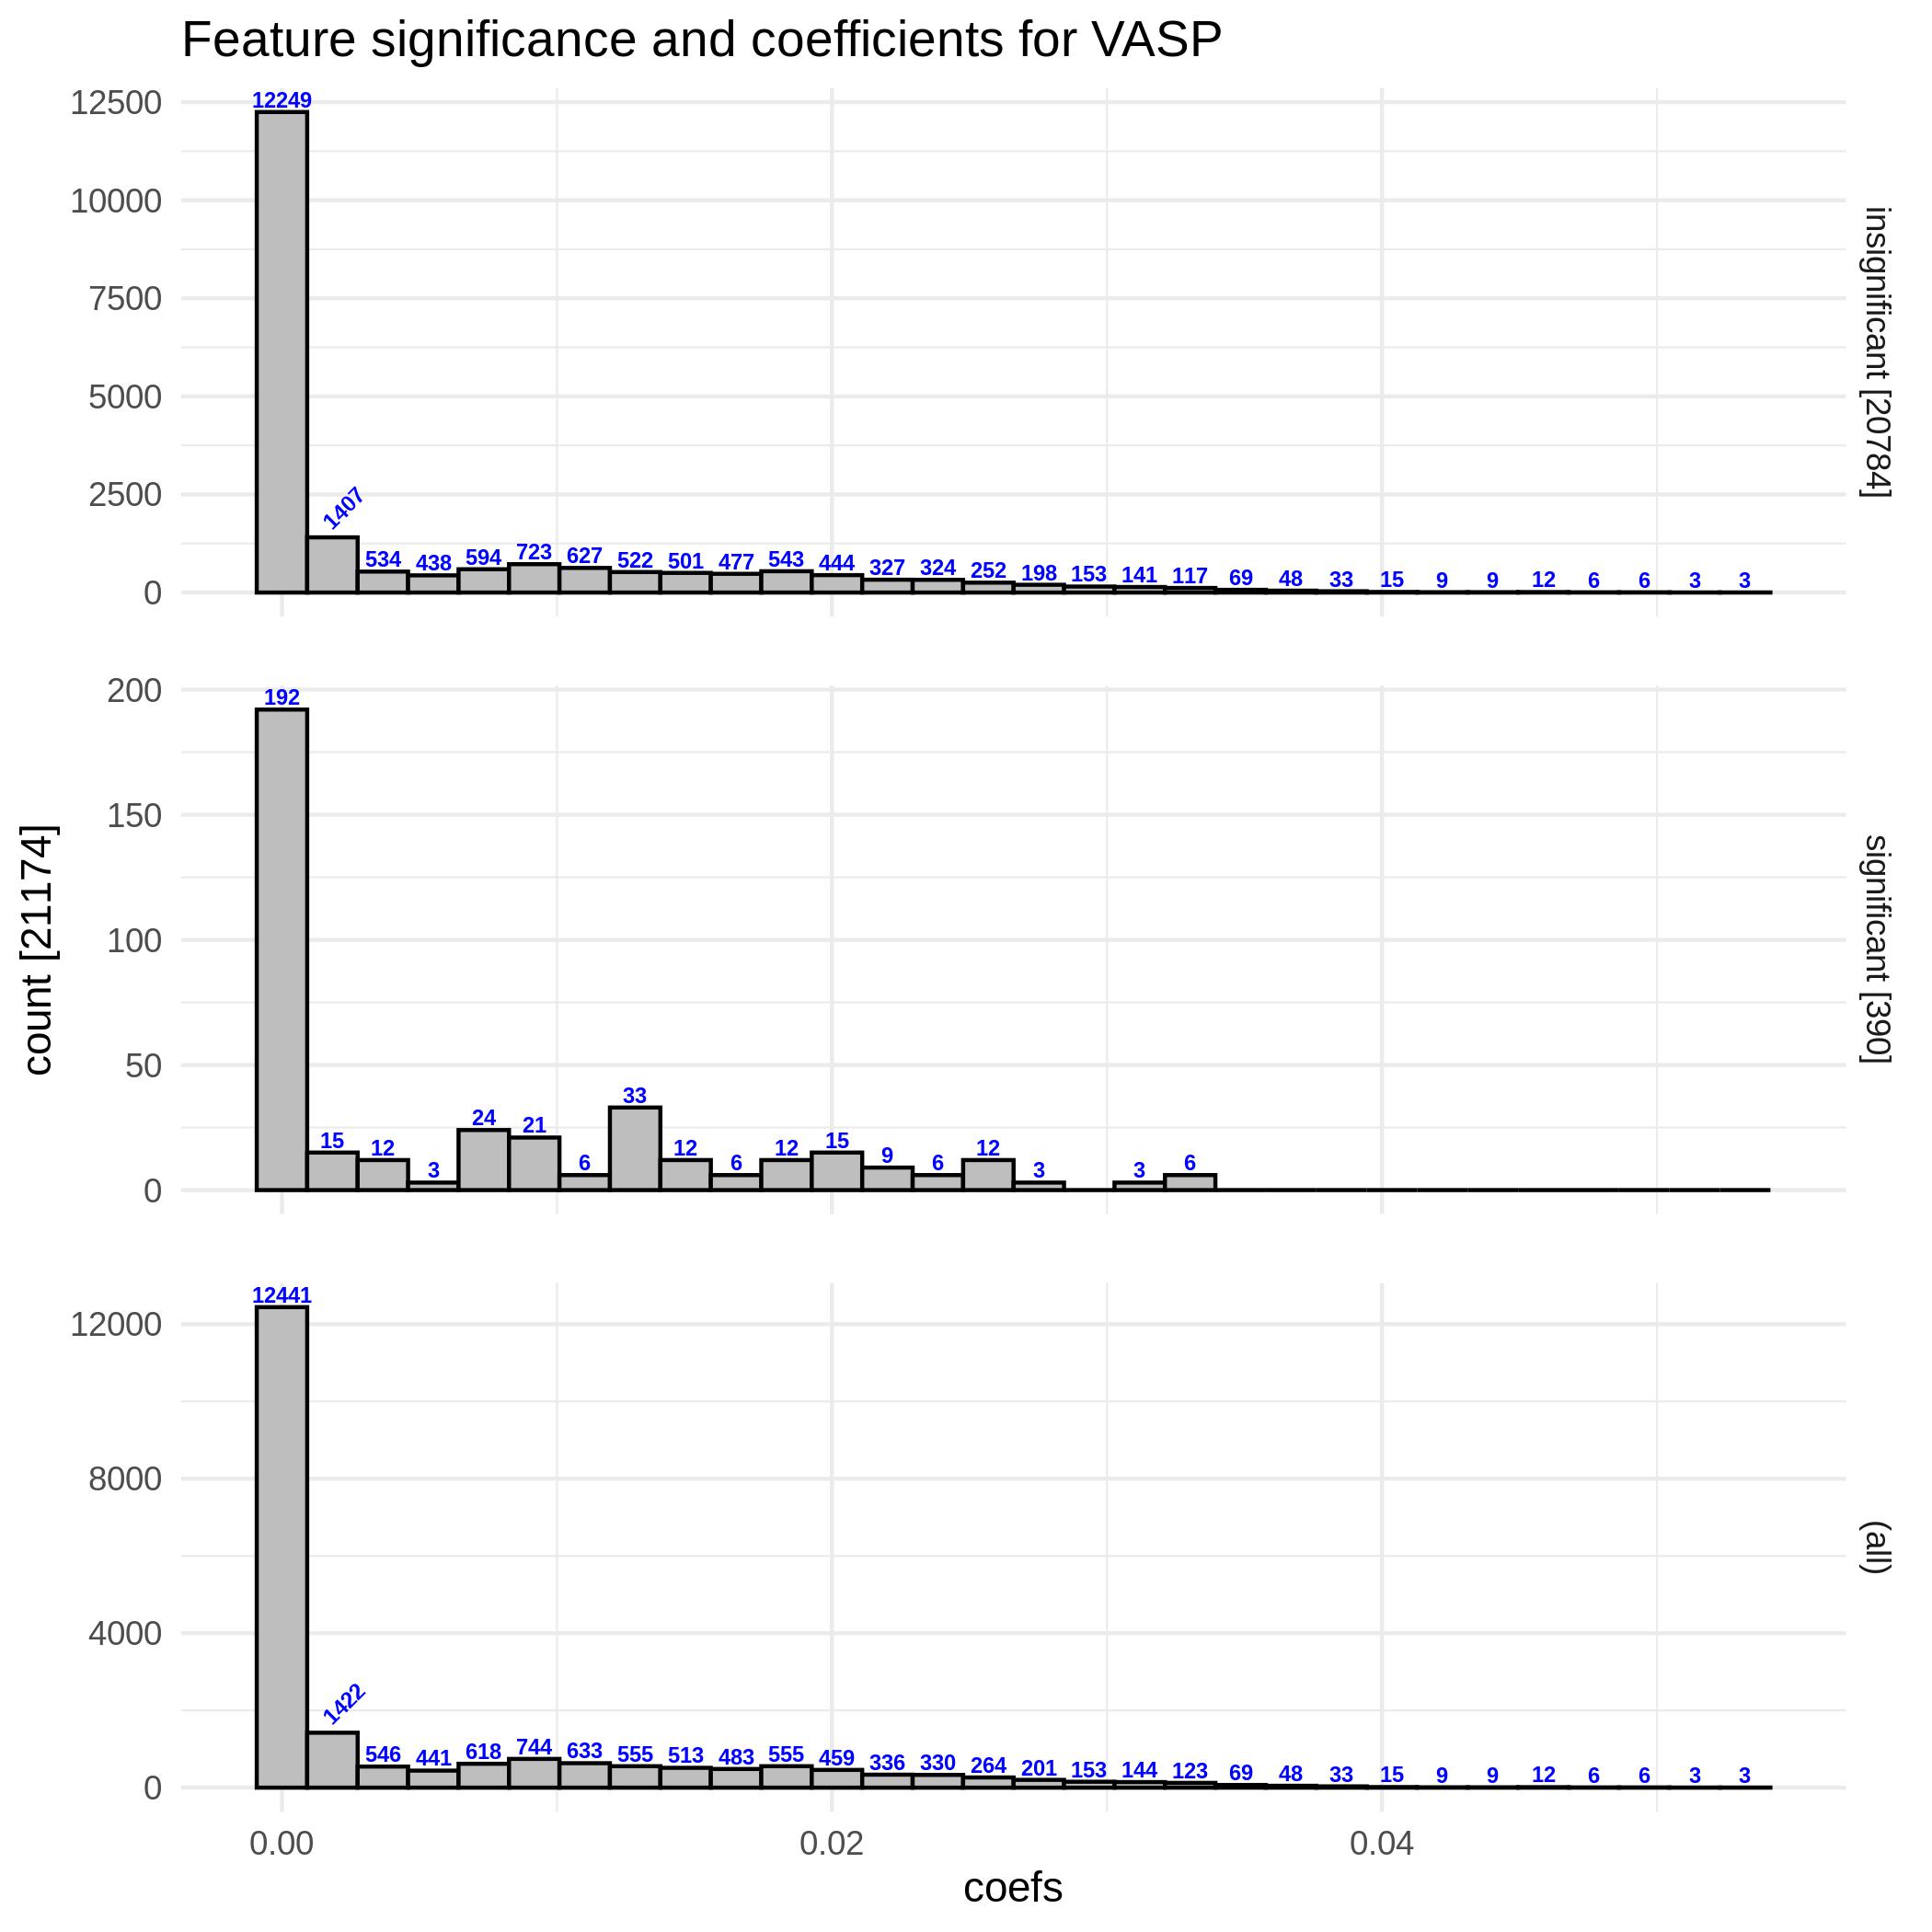 Feature significance and coefficients for VASP
12500
10000
7500
5000
2500
0
12249
1407
534 438 594 723 627 522 501 477 543 444 327 324 252 198 153 141 117 69 48 33 15 9 9 12 6 6 3 3
insignificant [20784]
200
150
100
50
0
192
15 12 3 24 21 6 33 12 6 12 15 9 6 12 3 3 6
significant [390]
count [21174]
12000
8000
4000
0
12441
1422
546 441 618 744 633 555 513 483 555 459 336 330 264 201 153 144 123 69 48 33 15 9 9 12 6 6 3 3
(all)
0.00 0.02 0.04
coefs